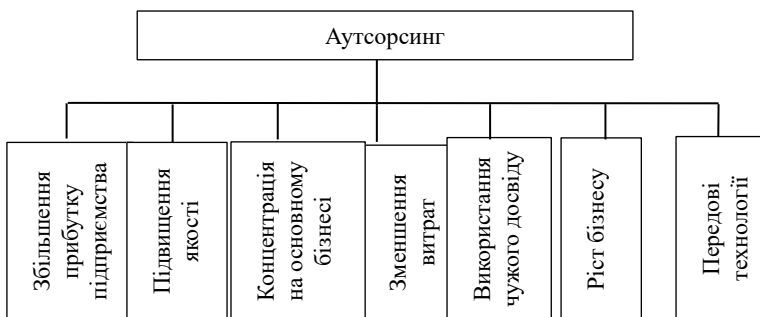 Аутсорсинг
Збільшення
прибутку
підприємства
Підвищення
якості
Концентрація
на основному
бізнесі
Зменшення
витрат
Використання
чужого досвіду
Ріст бізнесу
Передові
технології